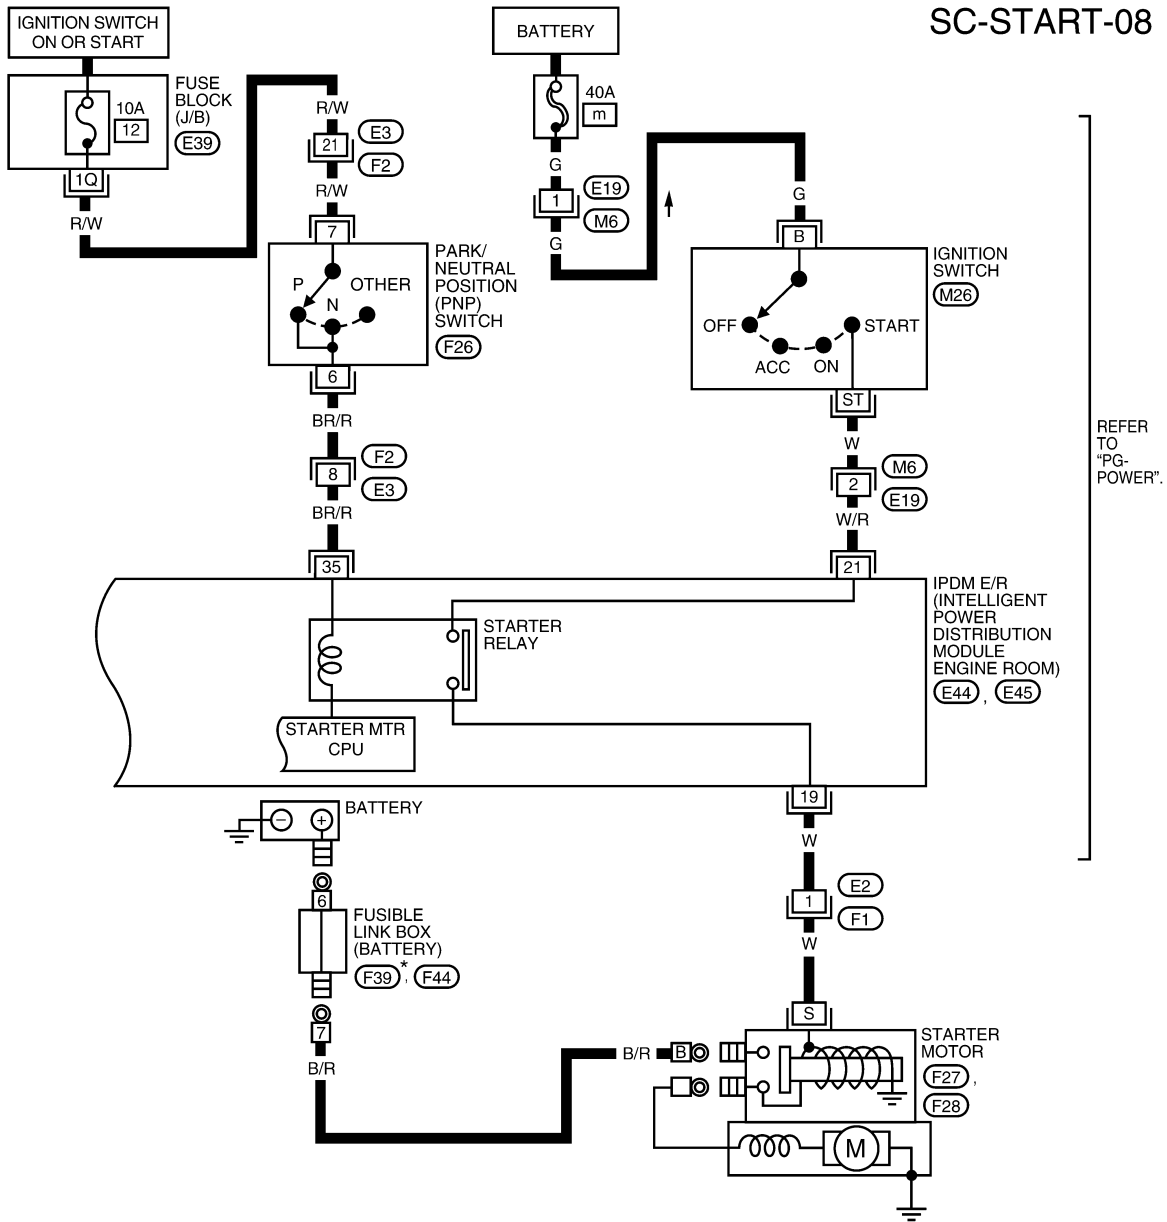 SC-START-08
IGNITION SWITCH
ON OR START
FUSE
BLOCK
(J/B)
E39
10A
12
1Q
R/W
R/W
21
E3
F2
R/W
7
PARK/
NEUTRAL
POSITION
(PNP)
SWITCH
F26
P
N
OTHER
6
BR/R
8
F2
E3
BR/R
35
BATTERY
40A
m
G
1
E19
M6
G
G
B
IGNITION
SWITCH
M26
OFF
ACC
ON
START
ST
W
2
M6
E19
W/R
21
REFER
TO
“PG-
POWER”.
IPDM E/R
(INTELLIGENT
POWER
DISTRIBUTION
MODULE
ENGINE ROOM)
E44 , E45
STARTER
RELAY
STARTER MTR
CPU
19
W
1
E2
F1
W
S
BATTERY
− +
6
FUSIBLE
LINK BOX
(BATTERY)
F39 * , F44
7
B/R
B/R
B
STARTER
MOTOR
F27 ,
F28
M